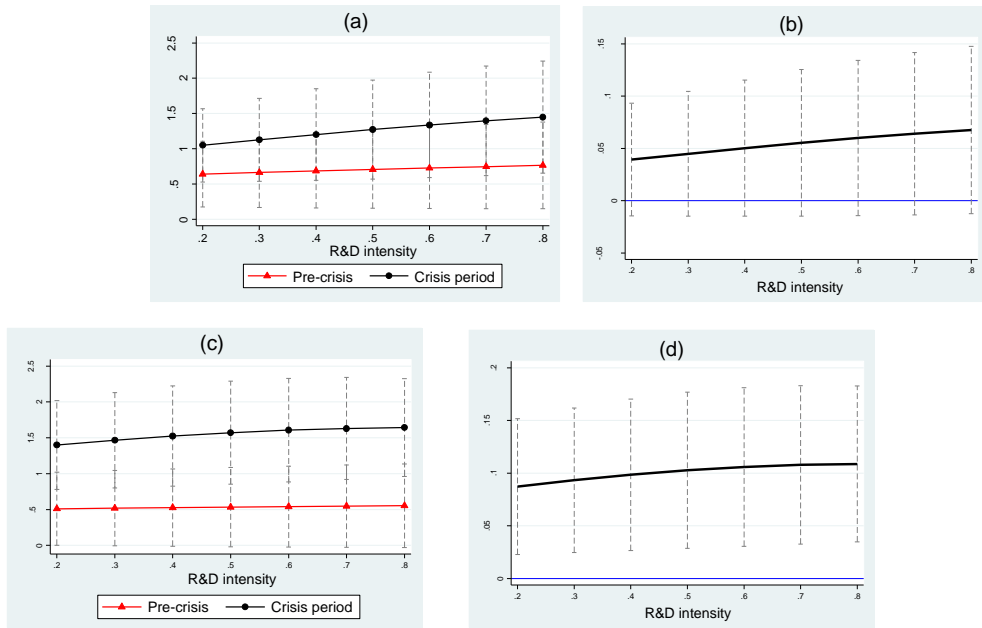 (a)
2.5
2
1.5
1
.5
0
.2 .3 .4 .5 .6 .7 .8
R&D intensity
Pre-crisis Crisis period
(b)
.15
.1
.05
0
-.05
.2 .3 .4 .5 .6 .7 .8
R&D intensity
(c)
2.5
2
1.5
1
.5
0
.2 .3 .4 .5 .6 .7 .8
R&D intensity
Pre-crisis Crisis period
(d)
.2
.15
.1
.05
0
.2 .3 .4 .5 .6 .7 .8
R&D intensity